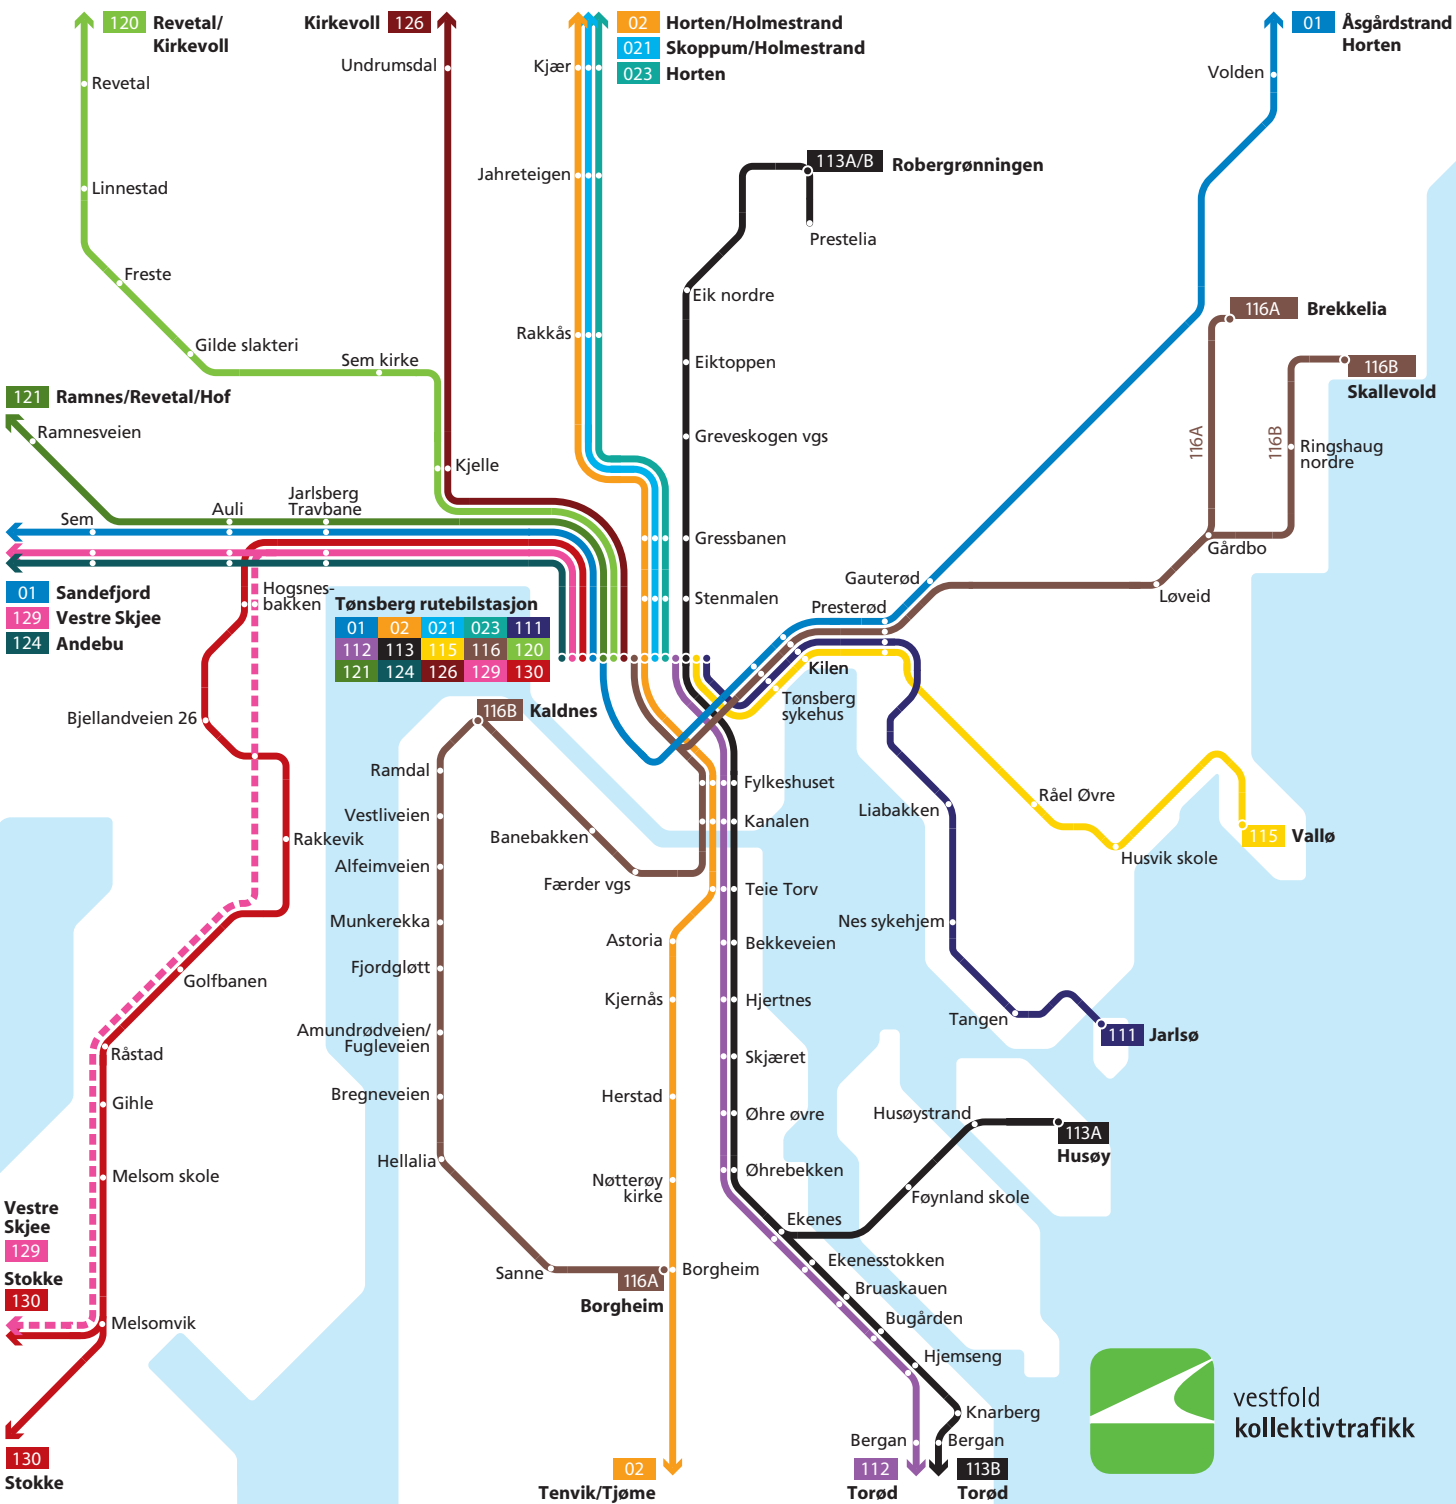 120 Revetal/
Kirkevoll
Kirkevoll 126
02 Horten/Holmestrand
021 Skoppum/Holmestrand
023 Horten
01 Åsgårdstrand
Horten
Revetal
Undrumsdal
Kjær
Volden
Linnestad
Jahreteigen
113A/B Robergrønningen
Prestelia
Freste
Eik nordre
Gilde slakteri
Sem kirke
Rakkås
Eiktoppen
116A Brekkelia
116B
Skallevold
121 Ramnes/Revetal/Hof
Ramnesveien
Greveskogen vgs
116A
116B
Ringshaug
nordre
Kjelle
Sem
Auli
Jarlsberg
Travbane
Gressbanen
Gårdbo
01 Sandefjord
129 Vestre Skjee
124 Andebu
Hogsnes-
bakken
Gauterød
Løveid
Tønsberg rutebilstasjon
01 02 021 023 111
112 113 115 116 120
121 124 126 129 130
Stenmalen
Presterød
Kilen
Tønsberg
sykehus
Bjellandveien 26
116B Kaldnes
Ramdal
Fylkeshuset
Vestliveien
Kanalen
Banebakken
Liabakken
Råel Øvre
115 Vallø
Husvik skole
Rakkevik
Alfeimveien
Færder vgs
Teie Torv
Munkerekka
Astoria
Bekkeveien
Nes sykehjem
Golfbanen
Fjordgløtt
Kjernås
Hjertnes
Tangen
111 Jarlsø
Råstad
Amundrødveien/
Fugleveien
Skjæret
Gihle
Bregneveien
Herstad
Øhre øvre
Husøystrand
113A
Husøy
Melsom skole
Hellalia
Nøtterøy
kirke
Øhrebekken
Føynland skole
Vestre
Skjee
129
Stokke
130
Ekenes
Sanne
116A
Borgheim
Borgheim
Ekenesstokken
Bruaskauen
Bugården
Melsomvik
Hjemseng
Knarberg
130
Stokke
Bergan
Bergan
02
Tenvik/Tjøme
112
Torød
113B
Torød
vestfold
kollektivtrafikk